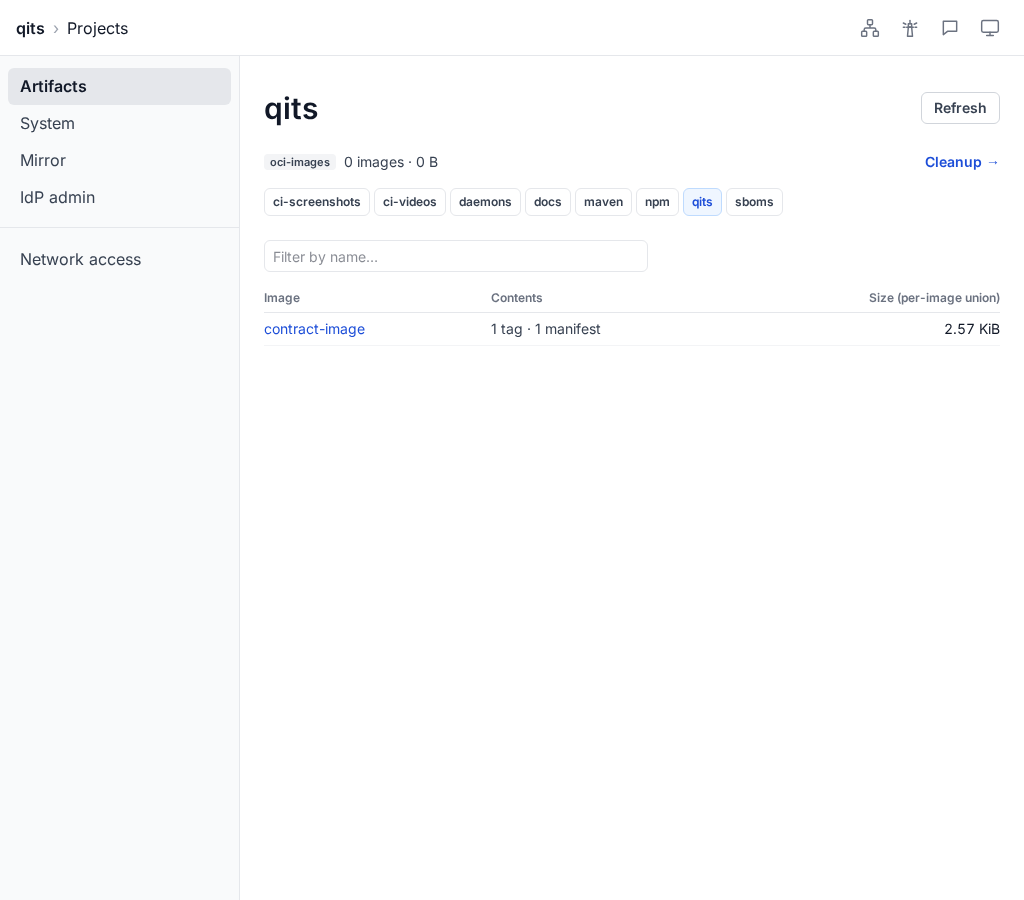 qits › Projects
Artifacts
System
Mirror
IdP admin
Network access
qits
Refresh
oci-images 0 images · 0 B
Cleanup →
ci-screenshots ci-videos daemons docs maven npm qits sboms
Filter by name...
Image Contents Size (per-image union)
contract-image 1 tag · 1 manifest 2.57 KiB